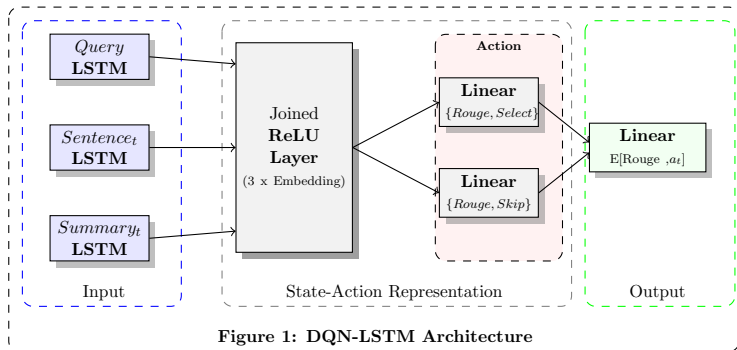 Query
LSTM
Sentence_t
LSTM
Summary_t
LSTM
Input
Joined
ReLU
Layer
(3 x Embedding)
Action
Linear
{Rouge, Select}
Linear
{Rouge, Skip}
State-Action Representation
Linear
E[Rouge ,a_t]
Output
Figure 1: DQN-LSTM Architecture